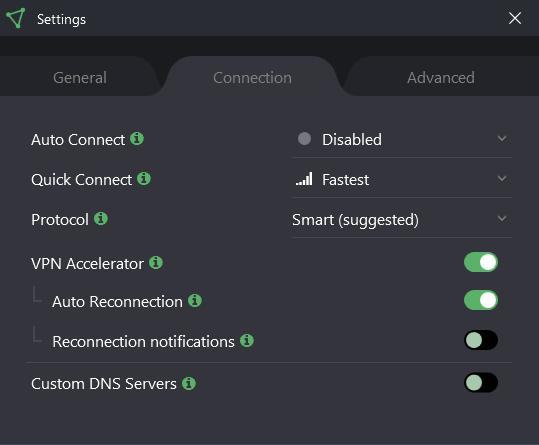 Settings
General Connection Advanced
Auto Connect Disabled
Quick Connect Fastest
Protocol Smart (suggested)
VPN Accelerator
Auto Reconnection
Reconnection notifications
Custom DNS Servers